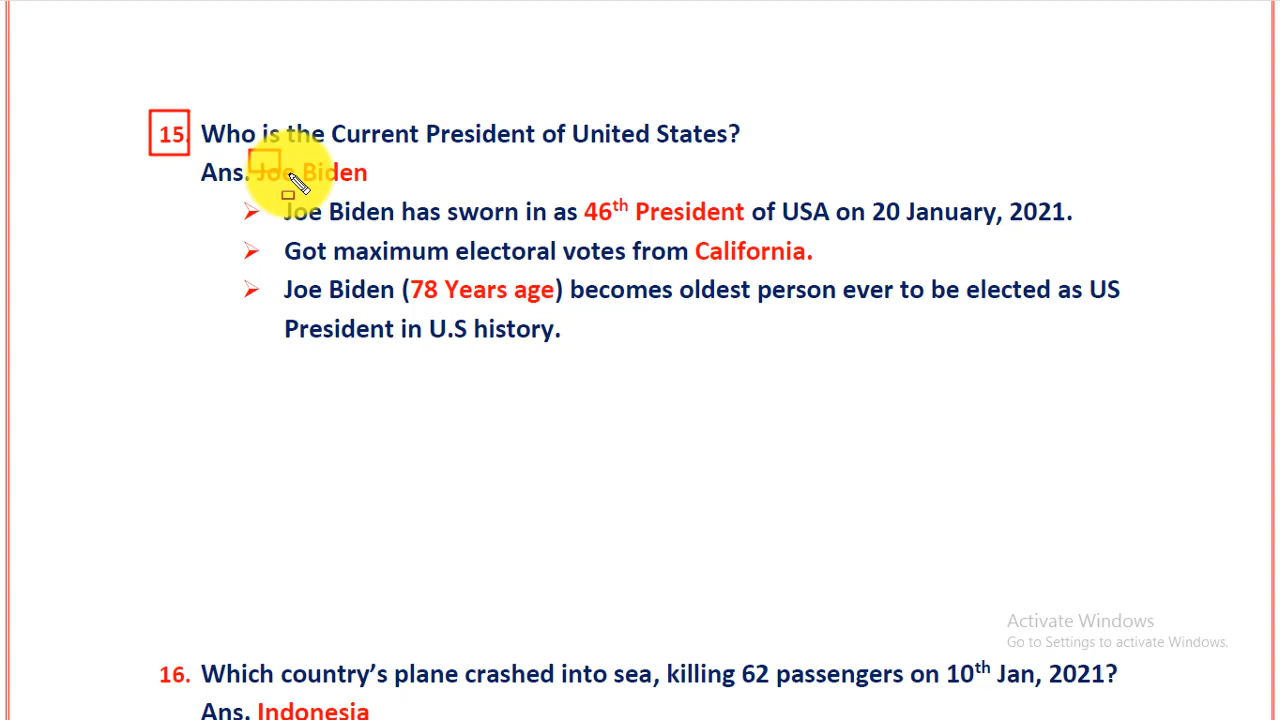 15. Who is the Current President of United States?
Ans. Joe Biden
➢ Joe Biden has sworn in as 46th President of USA on 20 January, 2021.
➢ Got maximum electoral votes from California.
➢ Joe Biden (78 Years age) becomes oldest person ever to be elected as US
President in U.S history.
Activate Windows
Go to Settings to activate Windows.
16. Which country’s plane crashed into sea, killing 62 passengers on 10th Jan, 2021?
Ans. Indonesia